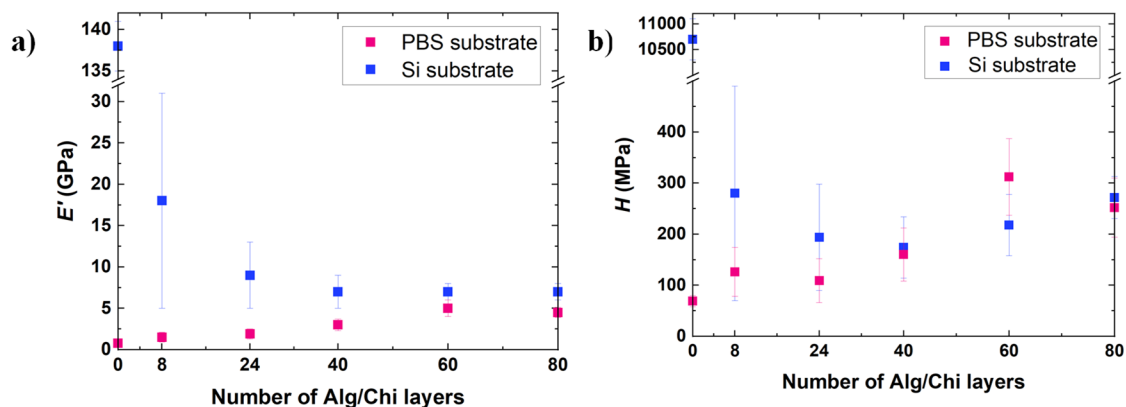 a)
140
135
30
25
20
15
10
5
0
E′ (GPa)
PBS substrate
Si substrate
0 8 24 40 60 80
Number of Alg/Chi layers
b)
11000
10500
400
300
200
100
0
H (MPa)
PBS substrate
Si substrate
0 8 24 40 60 80
Number of Alg/Chi layers